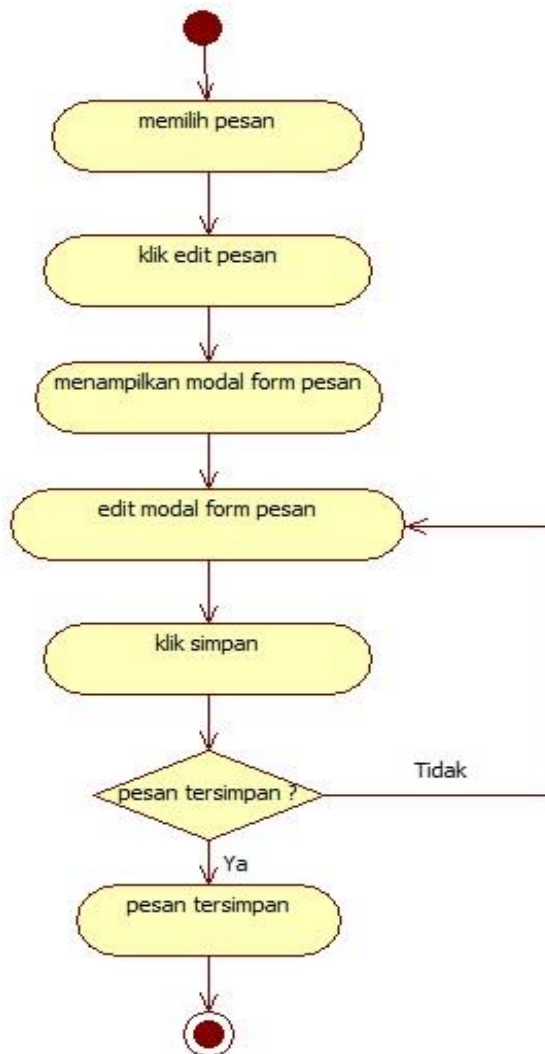 memilih pesan
klik edit pesan
menampilkan modal form pesan
edit modal form pesan
klik simpan
pesan tersimpan ?
Tidak
Ya
pesan tersimpan